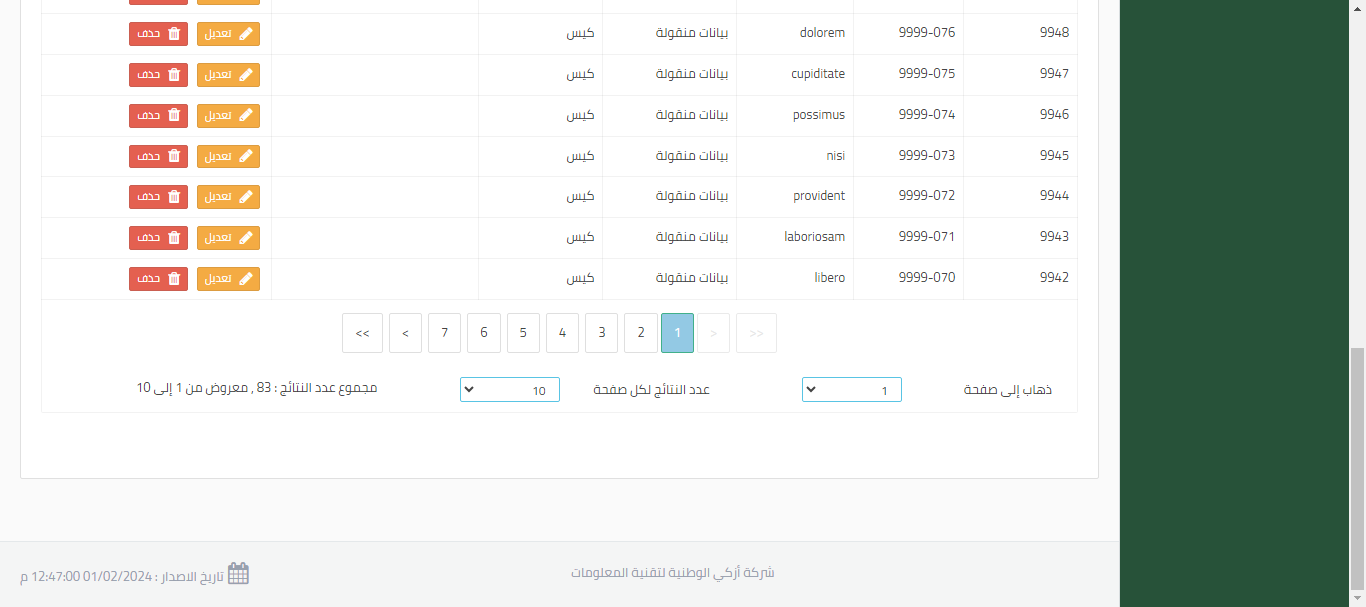 9948 9999-076 dolorem بيانات منقولة كيس تعديل حذف
9947 9999-075 cupiditate بيانات منقولة كيس تعديل حذف
9946 9999-074 possimus بيانات منقولة كيس تعديل حذف
9945 9999-073 nisi بيانات منقولة كيس تعديل حذف
9944 9999-072 provident بيانات منقولة كيس تعديل حذف
9943 9999-071 laboriosam بيانات منقولة كيس تعديل حذف
9942 9999-070 libero بيانات منقولة كيس تعديل حذف
<< < 1 2 3 4 5 6 7 > >>
ذهاب إلى صفحة 1 عدد النتائج لكل صفحة 10 مجموع عدد النتائج : 83 , معروض من 1 إلى 10
شركة أزكي الوطنية لتقنية المعلومات
تاريخ الاصدار : 01/02/2024 12:47:00 م